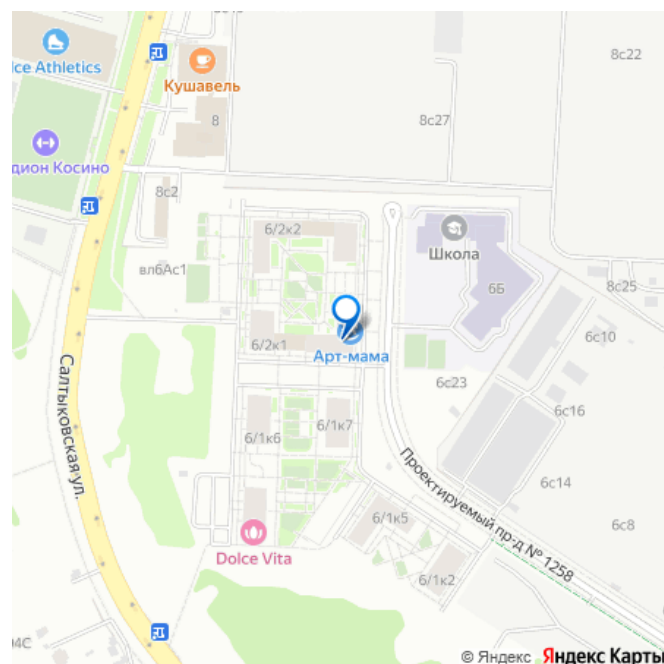 lce Athletics
Кушавель
8
8с22
8с27
дион Косино
8с2
6/2к2
Школа
вл6Ас1
6Б
8с25
6с10
6/2к1
Арт-мама
6с23
6с16
Салтыковская ул.
6/1к6
6/1к7
6с14
Проектируемый пр-д № 1258
6/1к5
6с8
Dolce Vita
6/1к2
04С
© Яндекс Яндекс Карты